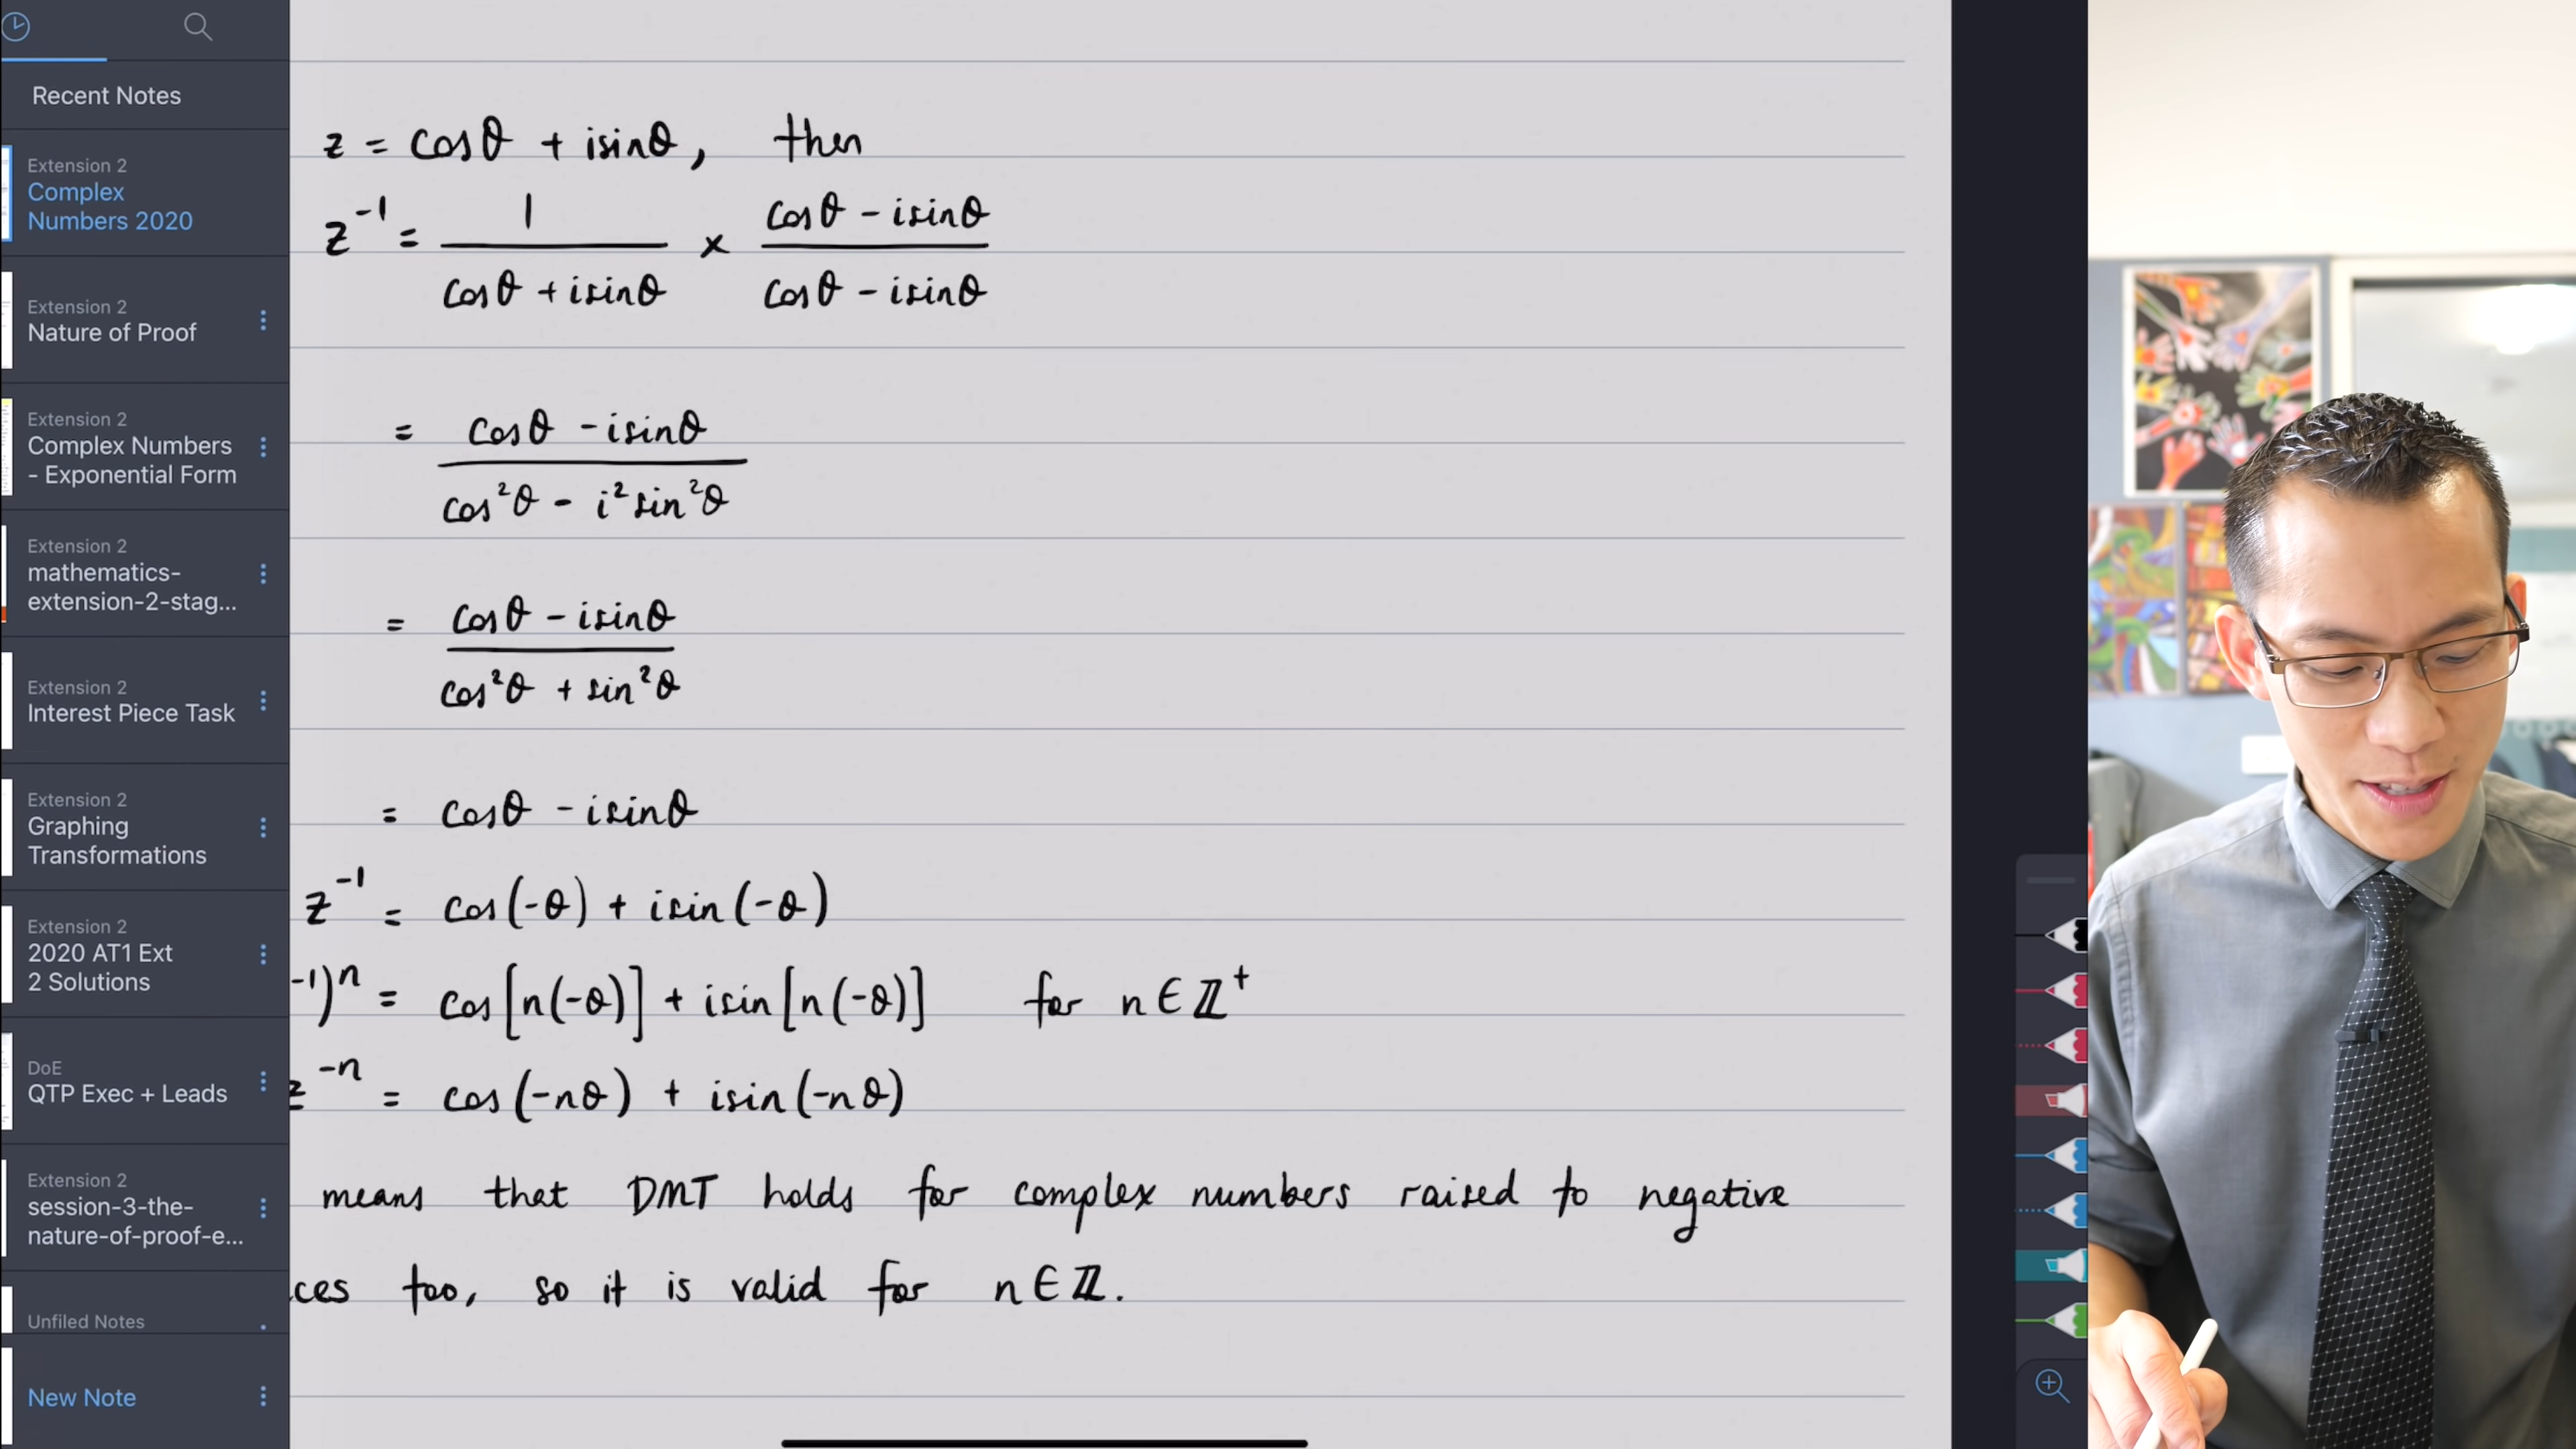 Recent Notes
Extension 2
Complex
Numbers 2020
Extension 2
Nature of Proof
Extension 2
Complex Numbers
- Exponential Form
Extension 2
mathematics-
extension-2-stag...
Extension 2
Interest Piece Task
Extension 2
Graphing
Transformations
Extension 2
2020 AT1 Ext
2 Solutions
DoE
QTP Exec + Leads
Extension 2
session-3-the-
nature-of-proof-e...
Unfiled Notes
New Note
z = cosθ + isinθ, then
z⁻¹ = 1 / (cosθ + isinθ) × (cosθ - isinθ) / (cosθ - isinθ)
= (cosθ - isinθ) / (cos²θ - i²sin²θ)
= (cosθ - isinθ) / (cos²θ + sin²θ)
= cosθ - isinθ
z⁻¹ = cos(-θ) + isin(-θ)
⁻¹)ⁿ = cos[n(-θ)] + isin[n(-θ)] for n∈ℤ⁺
z⁻ⁿ = cos(-nθ) + isin(-nθ)
means that DMT holds for complex numbers raised to negative
ces too, so it is valid for n∈ℤ.